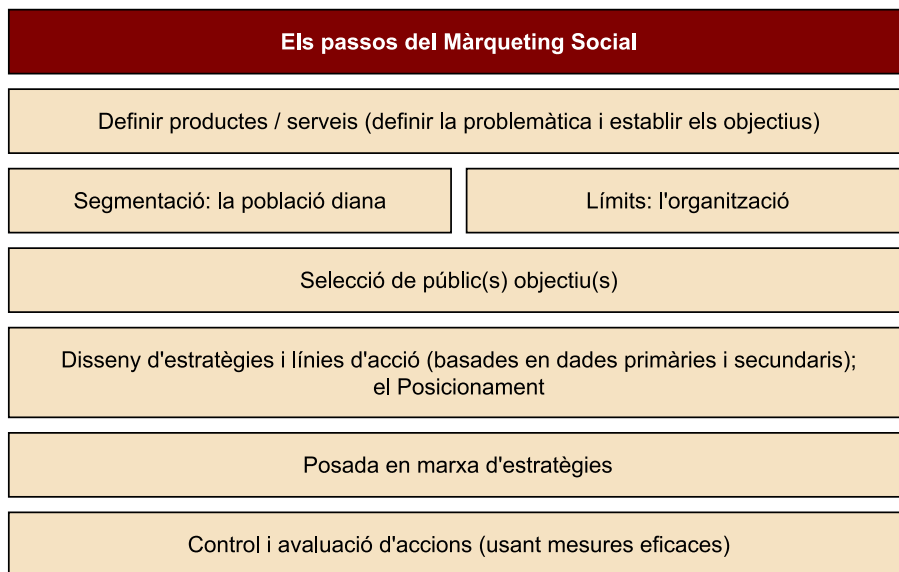 Els passos del Màrqueting Social
Definir productes / serveis (definir la problemàtica i establir els objectius)
Segmentació: la població diana
Límits: l'organització
Selecció de públic(s) objectiu(s)
Disseny d'estratègies i línies d'acció (basades en dades primàries i secundaris);
el Posicionament
Posada en marxa d'estratègies
Control i avaluació d'accions (usant mesures eficaces)